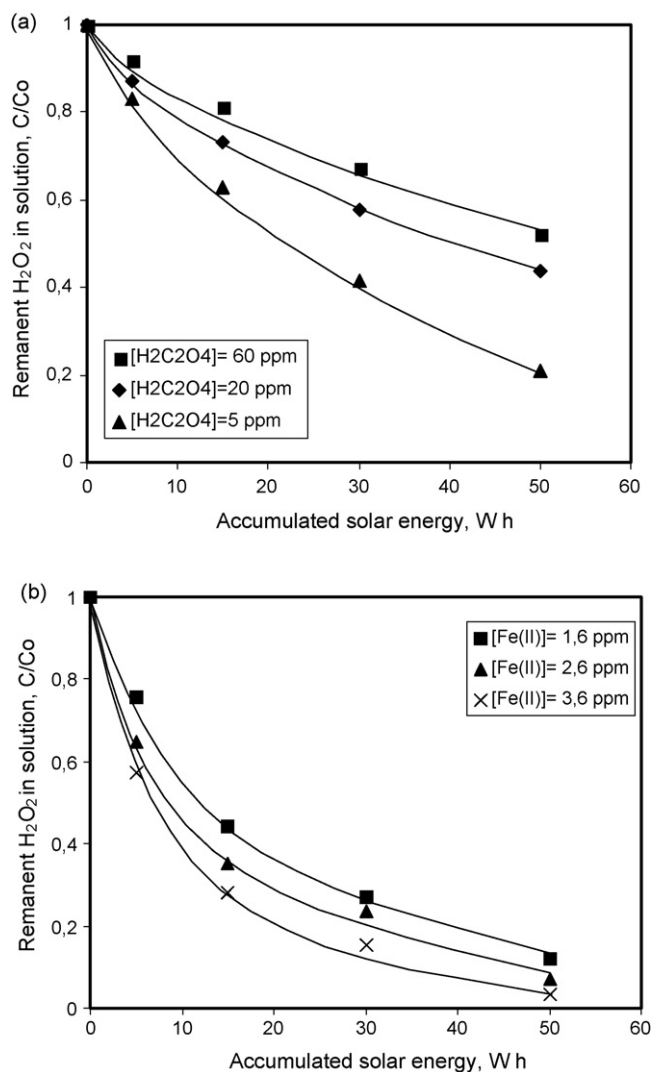 (a)
Remanent H₂O₂ in solution, C/Co
1
0,8
0,6
0,4
0,2
0
[H2C2O4]= 60 ppm
[H2C2O4]=20 ppm
[H2C2O4]=5 ppm
0 10 20 30 40 50 60
Accumulated solar energy, W h
(b)
Remanent H₂O₂ in solution, C/Co
1
0,8
0,6
0,4
0,2
0
[Fe(II)]= 1,6 ppm
[Fe(II)]= 2,6 ppm
[Fe(II)]= 3,6 ppm
0 10 20 30 40 50 60
Accumulated solar energy, W h